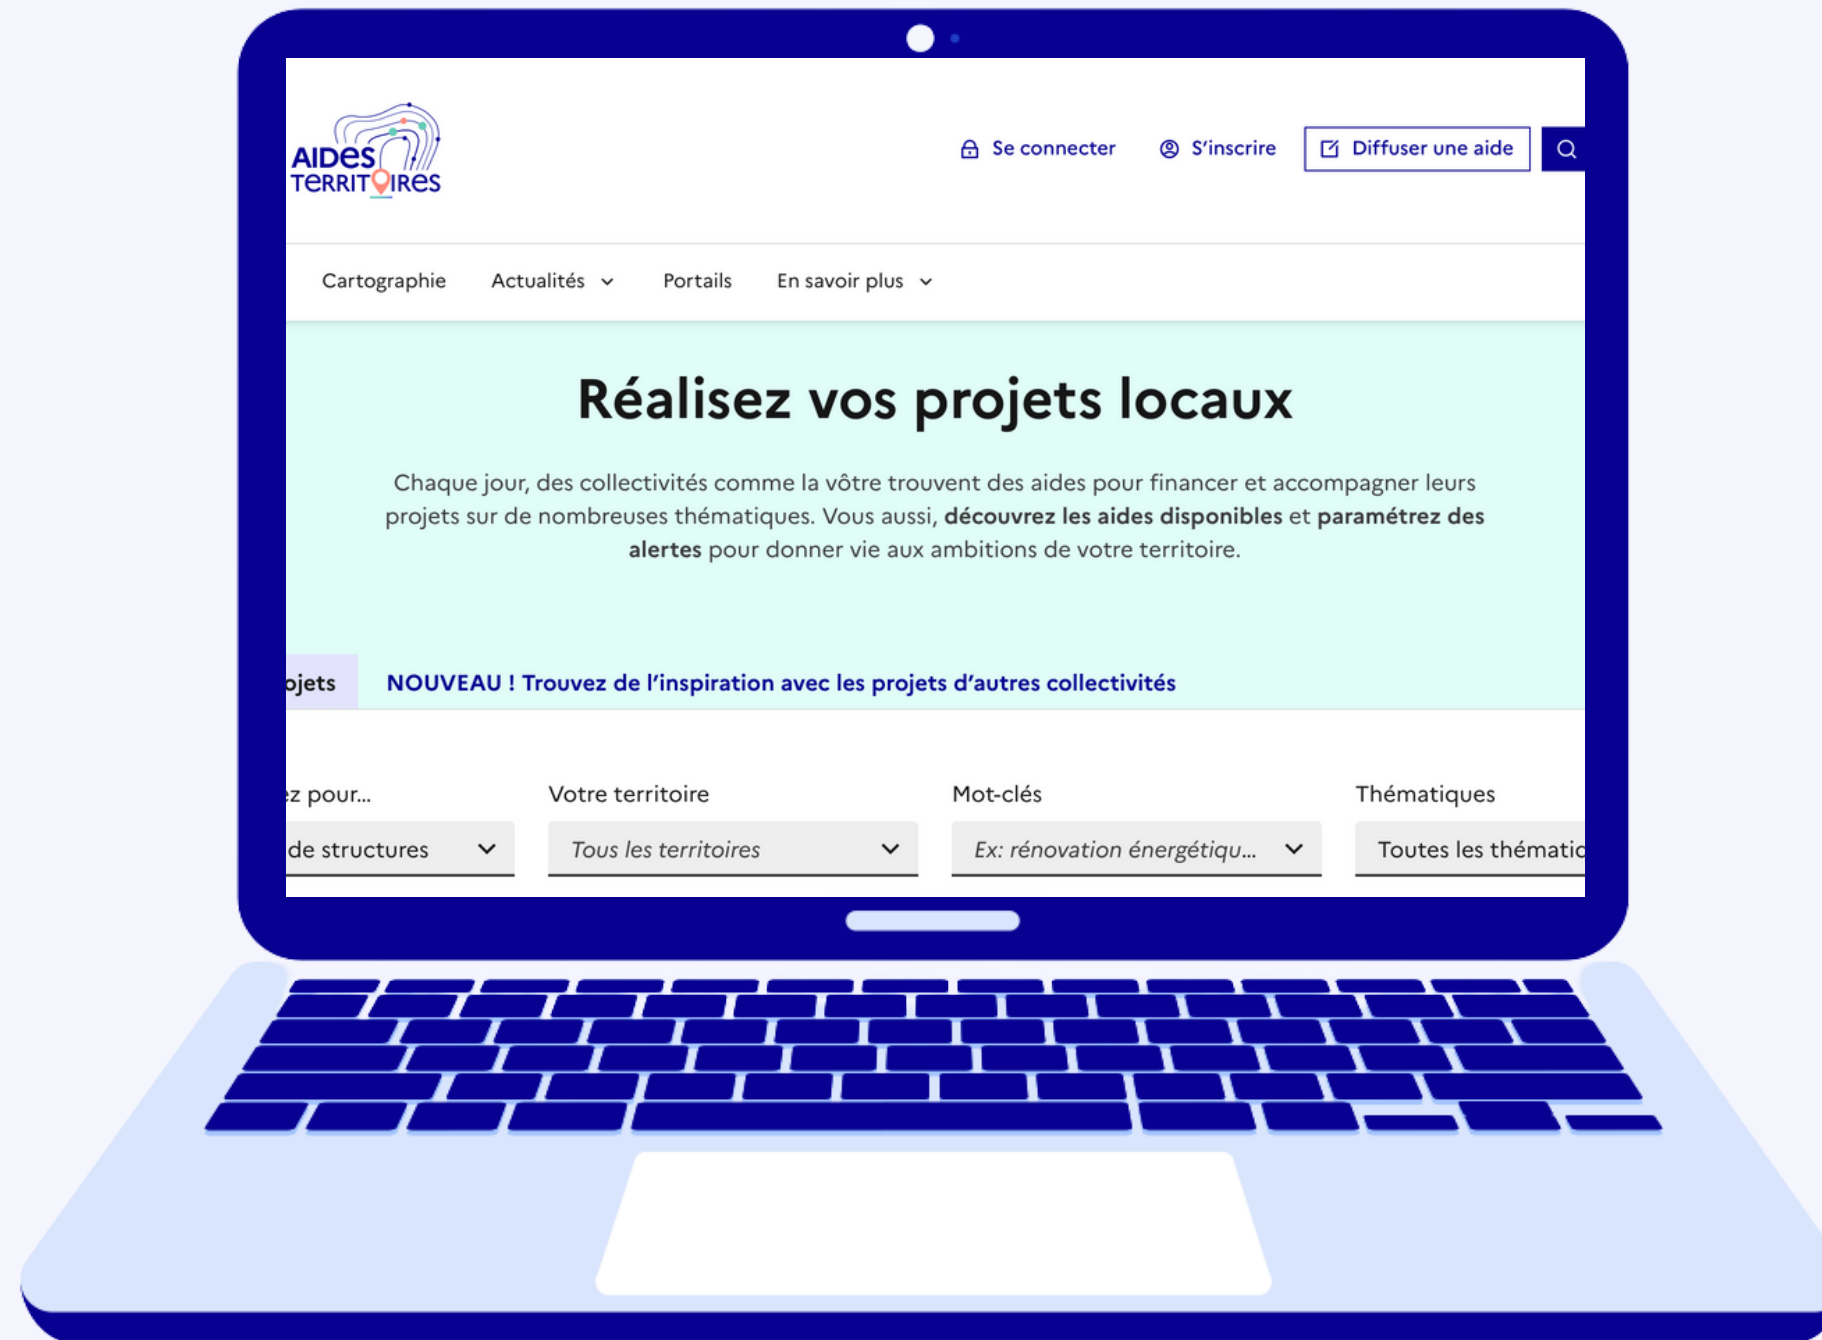 AIDES
TERRITOIRES
Se connecter
S'inscrire
Diffuser une aide
Cartographie
Actualités
Portails
En savoir plus
Réalisez vos projets locaux
Chaque jour, des collectivités comme la vôtre trouvent des aides pour financer et accompagner leurs
projets sur de nombreuses thématiques. Vous aussi, découvrez les aides disponibles et paramétrez des
alertes pour donner vie aux ambitions de votre territoire.
ojets
NOUVEAU ! Trouvez de l'inspiration avec les projets d'autres collectivités
ez pour...
Votre territoire
Mot-clés
Thématiques
de structures
Tous les territoires
Ex: rénovation énergétiqu...
Toutes les thématic